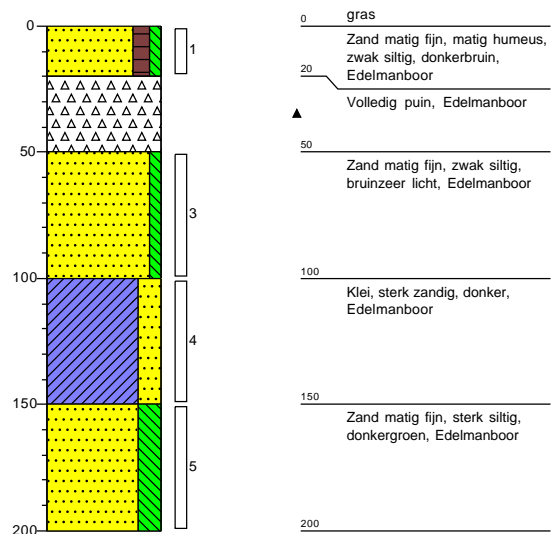 0
50
100
150
200
1
3
4
5
0
gras
Zand matig fijn, matig humeus,
zwak siltig, donkerbruin,
Edelmanboor
20
Volledig puin, Edelmanboor
50
Zand matig fijn, zwak siltig,
bruinzeer licht, Edelmanboor
100
Klei, sterk zandig, donker,
Edelmanboor
150
Zand matig fijn, sterk siltig,
donkergroen, Edelmanboor
200